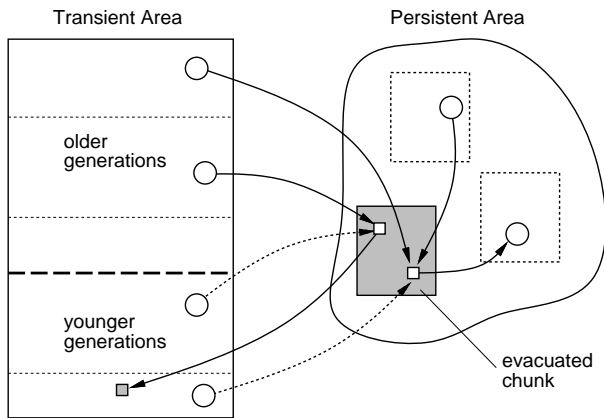 Transient Area
Persistent Area
older
generations
younger
generations
evacuated
chunk